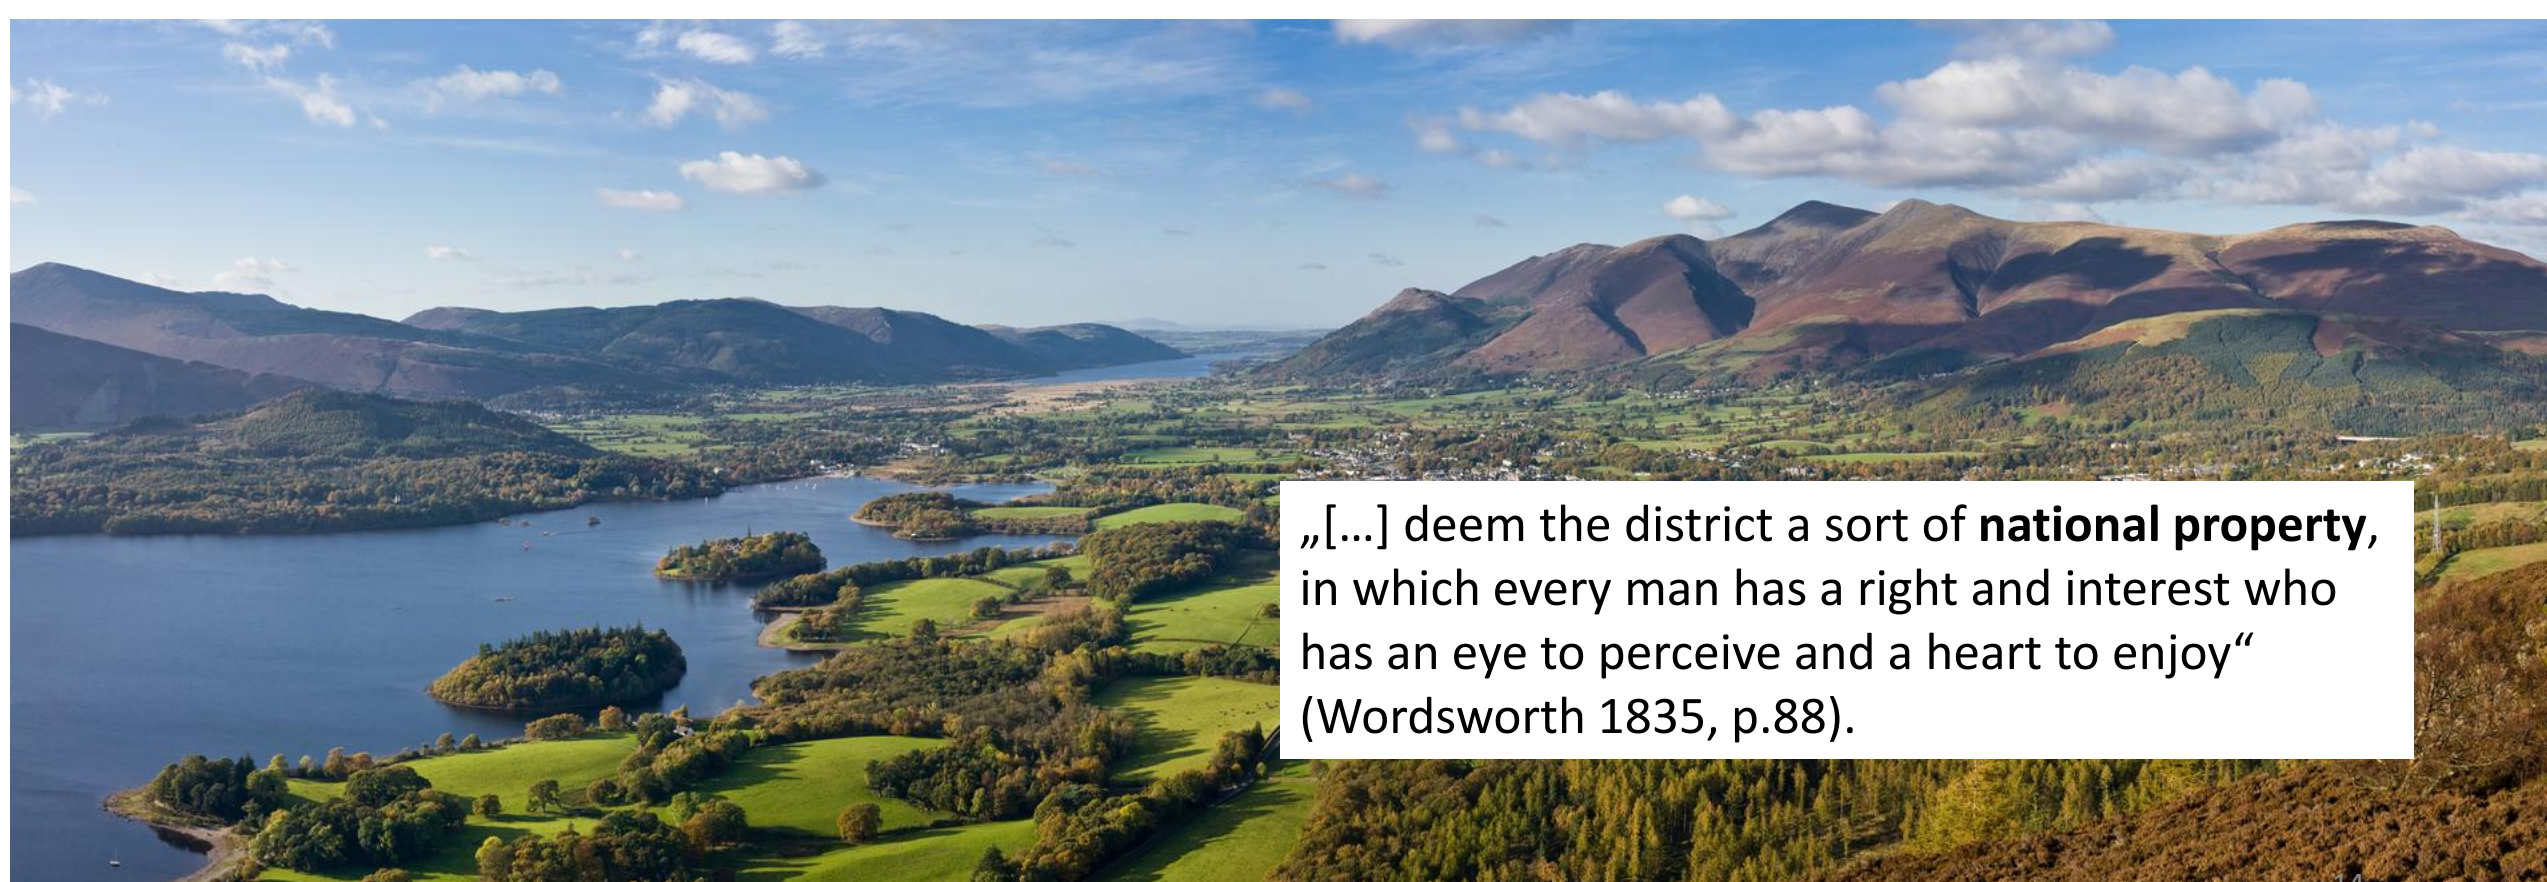 „[…] deem the district a sort of national property,
in which every man has a right and interest who
has an eye to perceive and a heart to enjoy“
(Wordsworth 1835, p.88).
14